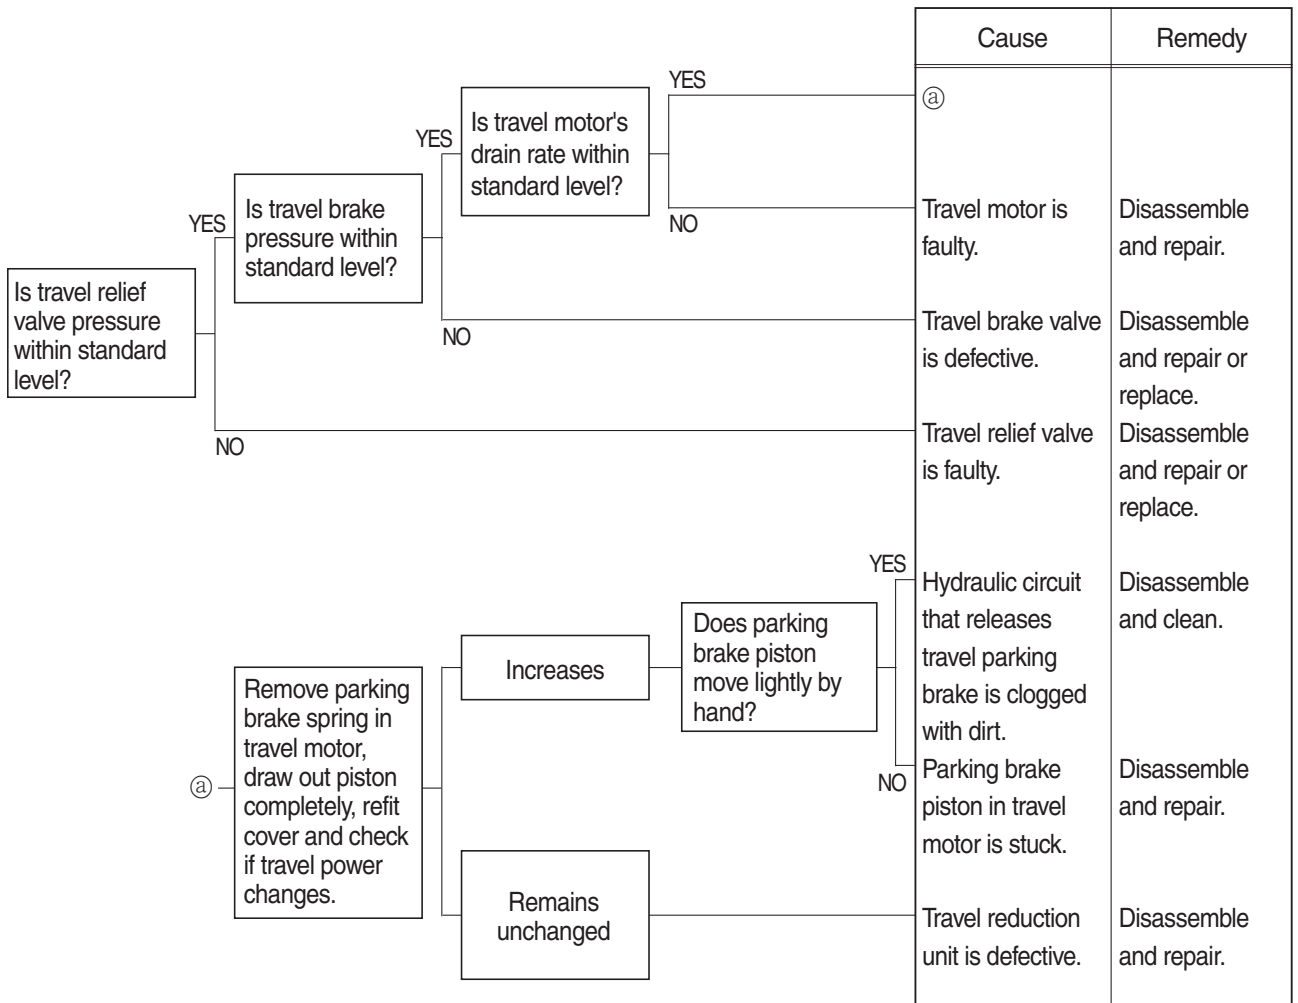 Cause
Remedy
YES
ⓐ
Is travel motor's
drain rate within
standard level?
YES
NO
Travel motor is
faulty.
Disassemble
and repair.
Is travel brake
pressure within
standard level?
YES
NO
Travel brake valve
is defective.
Disassemble
and repair or
replace.
Is travel relief
valve pressure
within standard
level?
NO
Travel relief valve
is faulty.
Disassemble
and repair or
replace.
YES
Hydraulic circuit
that releases
travel parking
brake is clogged
with dirt.
Disassemble
and clean.
Does parking
brake piston
move lightly by
hand?
Increases
NO
Parking brake
piston in travel
motor is stuck.
Disassemble
and repair.
ⓐ
Remove parking
brake spring in
travel motor,
draw out piston
completely, refit
cover and check
if travel power
changes.
Remains
unchanged
Travel reduction
unit is defective.
Disassemble
and repair.